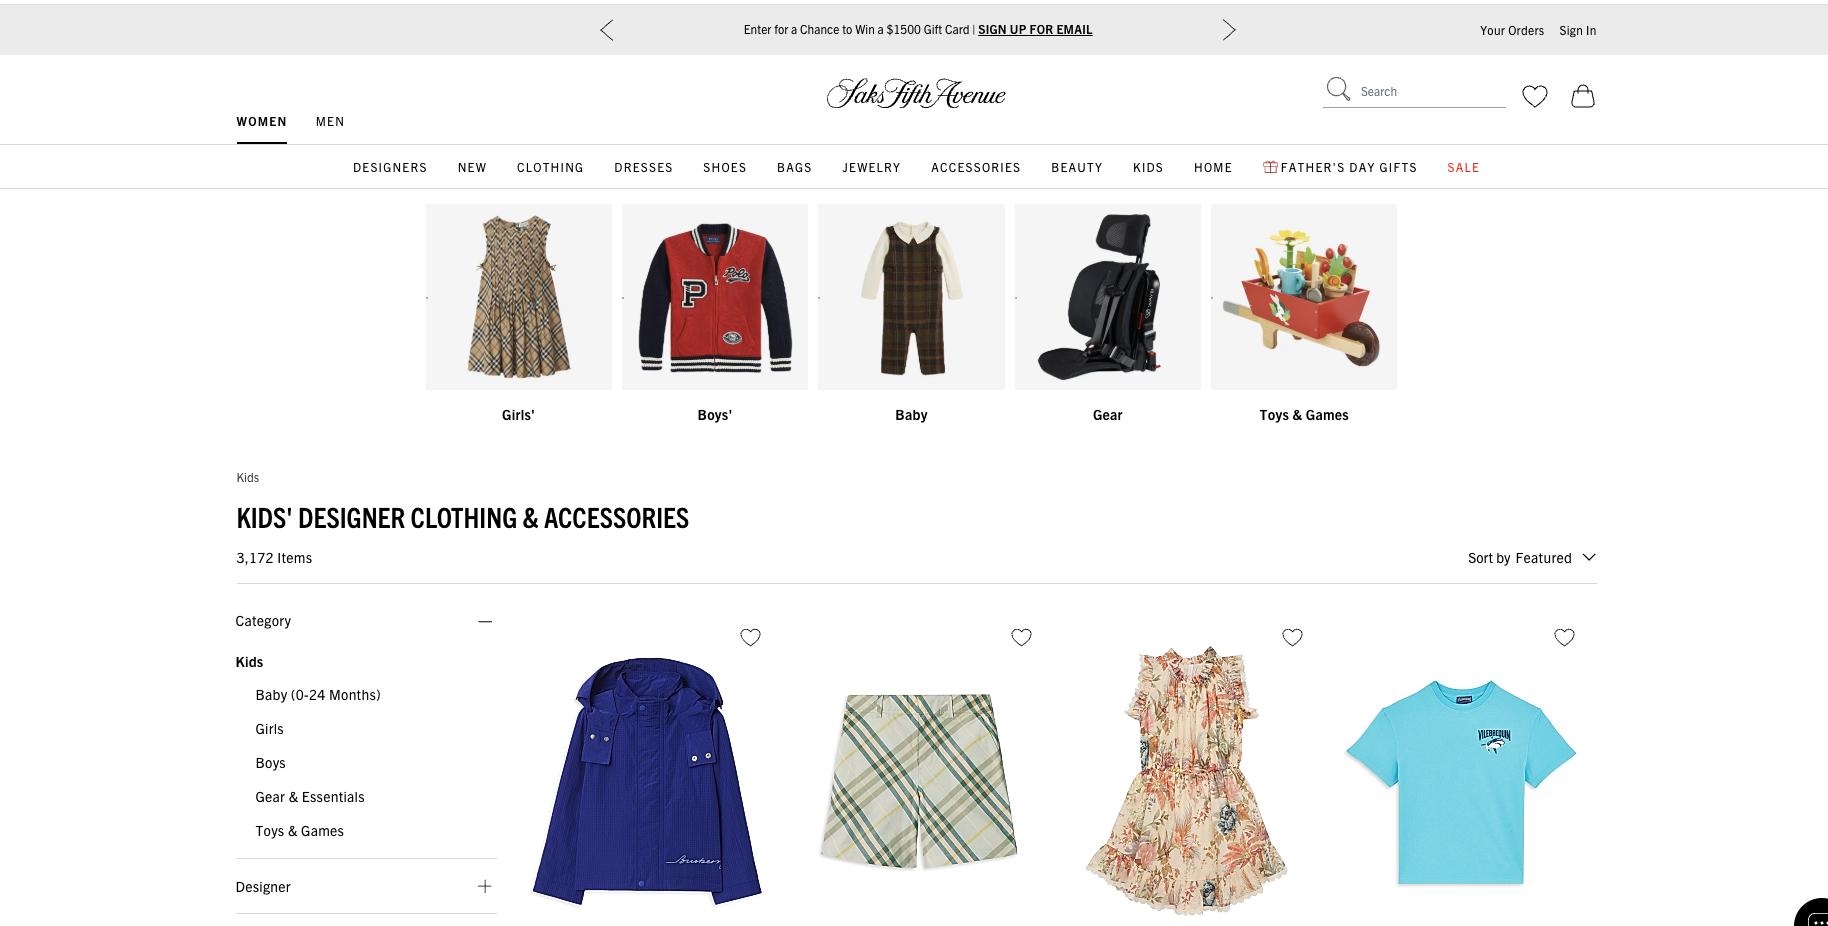 Enter for a Chance to Win a $1500 Gift Card | SIGN UP FOR EMAIL
Your Orders Sign In
Saks Fifth Avenue
Search
WOMEN MEN
DESIGNERS NEW CLOTHING DRESSES SHOES BAGS JEWELRY ACCESSORIES BEAUTY KIDS HOME FATHER'S DAY GIFTS SALE
P Polo
Girls' Boys' Baby Gear Toys & Games
Kids
KIDS' DESIGNER CLOTHING & ACCESSORIES
3,172 Items
Sort by Featured
Category
Kids
Baby (0-24 Months)
Girls
Boys
Gear & Essentials
Toys & Games
Designer
VILEBREQUIN